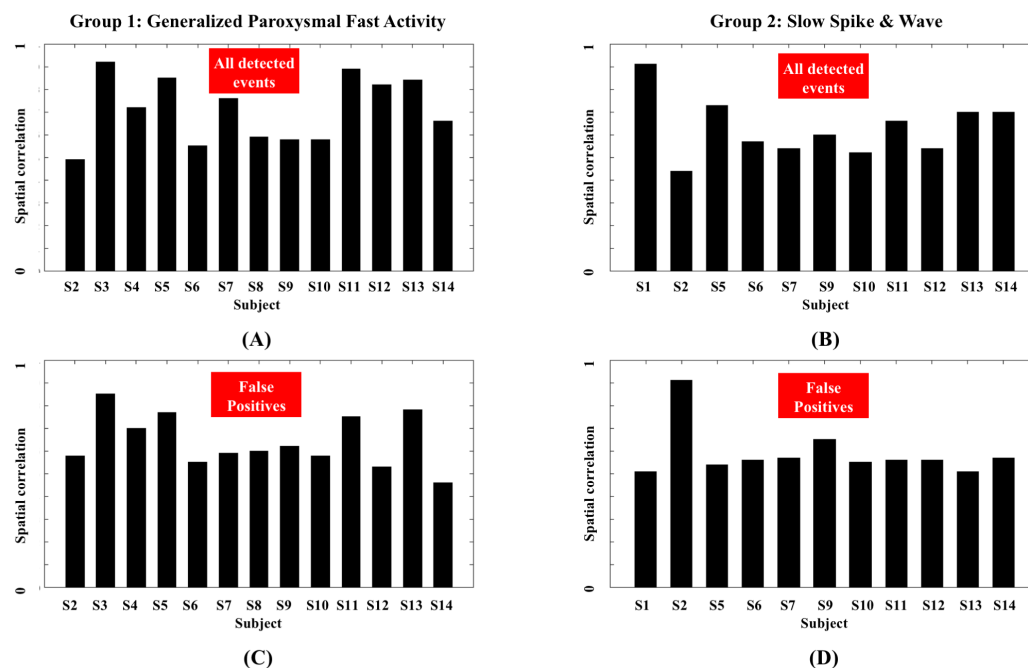 Group 1: Generalized Paroxysmal Fast Activity
1
All detected
events
Spatial correlation
0
S2 S3 S4 S5 S6 S7 S8 S9 S10 S11 S12 S13 S14
Subject
(A)
Group 2: Slow Spike & Wave
1
All detected
events
Spatial correlation
0
S1 S2 S5 S6 S7 S9 S10 S11 S12 S13 S14
Subject
(B)
1
False
Positives
Spatial correlation
0
S2 S3 S4 S5 S6 S7 S8 S9 S10 S11 S12 S13 S14
Subject
(C)
1
False
Positives
Spatial correlation
0
S1 S2 S5 S6 S7 S9 S10 S11 S12 S13 S14
Subject
(D)